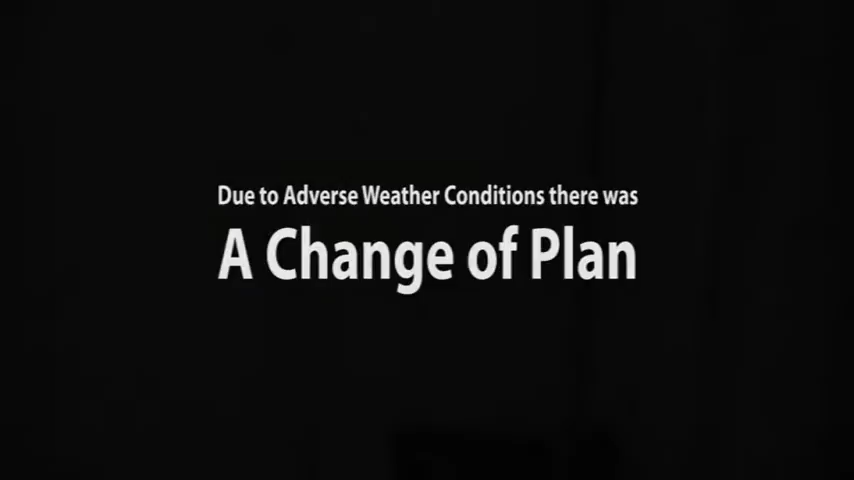 Due to Adverse Weather Conditions there was
A Change of Plan